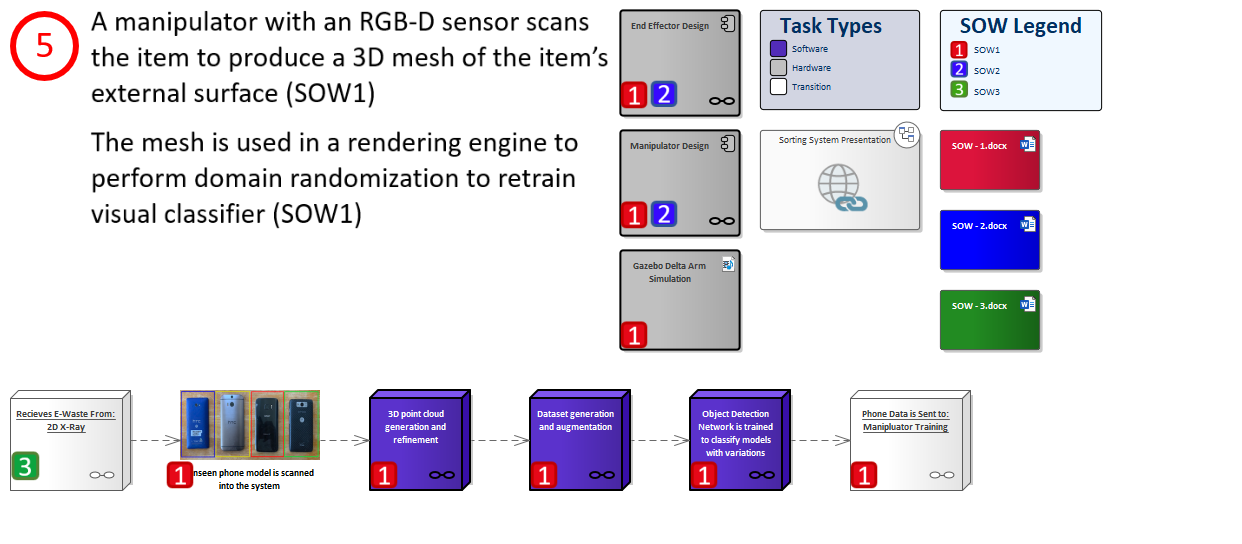 5
A manipulator with an RGB-D sensor scans
the item to produce a 3D mesh of the item's
external surface (SOW1)
The mesh is used in a rendering engine to
perform domain randomization to retrain
visual classifier (SOW1)
End Effector Design
1 2
Manipulator Design
1 2
Gazebo Delta Arm
Simulation
1
Task Types
Software
Hardware
Transition
Sorting System Presentation
SOW Legend
1 SOW1
2 SOW2
3 SOW3
SOW - 1.docx
SOW - 2.docx
SOW - 3.docx
Recieves E-Waste From:
2D X-Ray
3
1 nseen phone model is scanned
into the system
3D point cloud
generation and
refinement
1
Dataset generation
and augmentation
1
Object Detection
Network is trained
to classify models
with variations
1
Phone Data is Sent to:
Manipluator Training
1